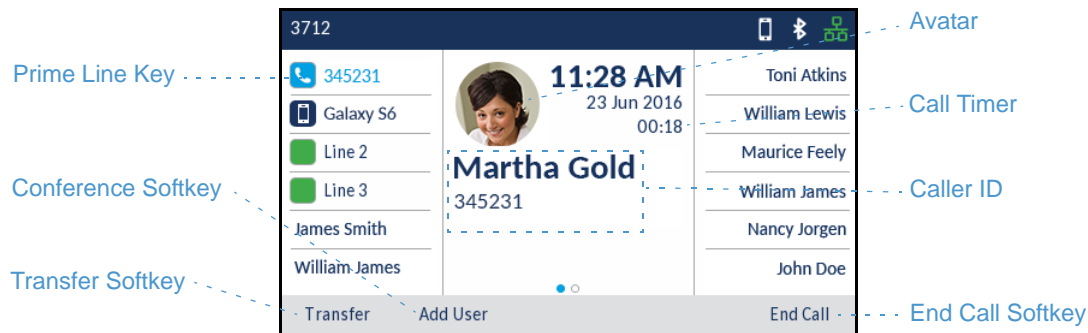 3712
Avatar
Prime Line Key
345231
11:28 AM
Toni Atkins
23 Jun 2016
Galaxy S6
00:18
William Lewis
Call Timer
Line 2
Martha Gold
Maurice Feely
Conference Softkey
Line 3
345231
William James
Caller ID
James Smith
Nancy Jorgen
William James
John Doe
Transfer Softkey
Transfer
Add User
End Call
End Call Softkey